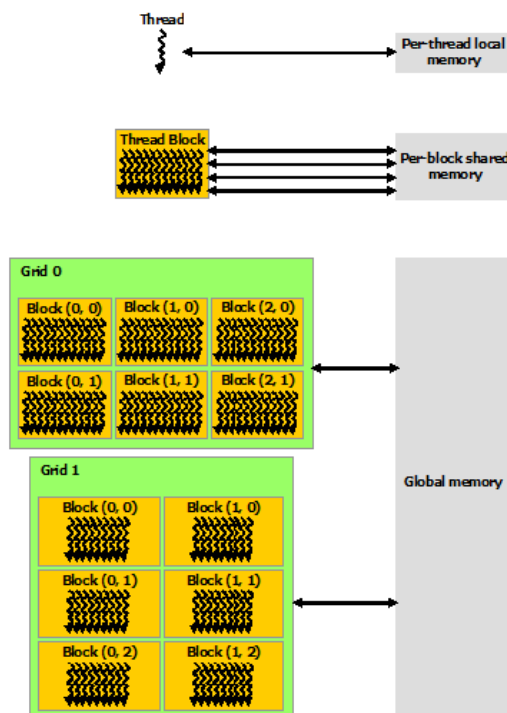 Thread
Per-thread local
memory
Thread Block
Per-block shared
memory
Grid 0
Block (0, 0) Block (1, 0) Block (2, 0)
Block (0, 1) Block (1, 1) Block (2, 1)
Grid 1
Block (0, 0) Block (1, 0)
Global memory
Block (0, 1) Block (1, 1)
Block (0, 2) Block (1, 2)